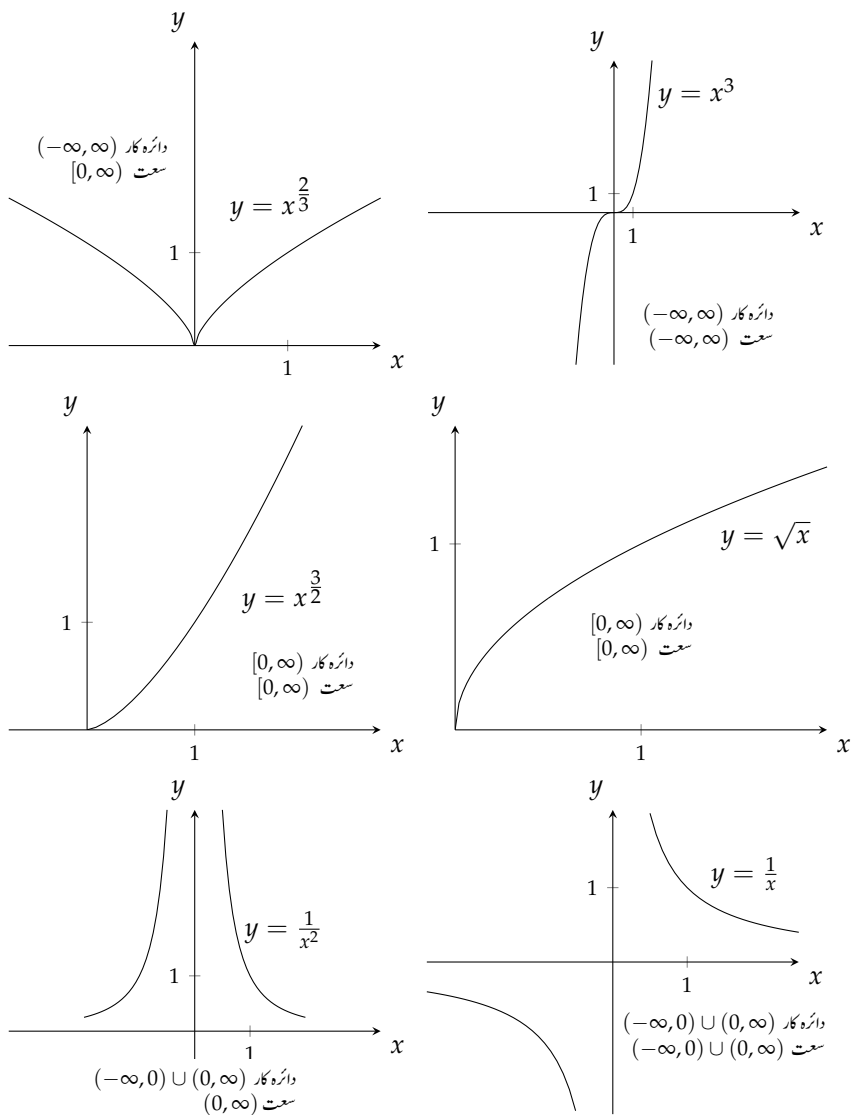 y
دائرہ کار (−∞, ∞)
سعت [0, ∞)
y = x^{2/3}
1
1
x
y
y = x^3
1
1
x
دائرہ کار (−∞, ∞)
سعت (−∞, ∞)
y
y = x^{3/2}
1
دائرہ کار [0, ∞)
سعت [0, ∞)
1
x
y
1
y = √x
دائرہ کار [0, ∞)
سعت [0, ∞)
1
x
y
y = 1/x^2
1
1
x
دائرہ کار (−∞, 0) ∪ (0, ∞)
سعت (0, ∞)
y
y = 1/x
1
1
x
دائرہ کار (−∞, 0) ∪ (0, ∞)
سعت (−∞, 0) ∪ (0, ∞)